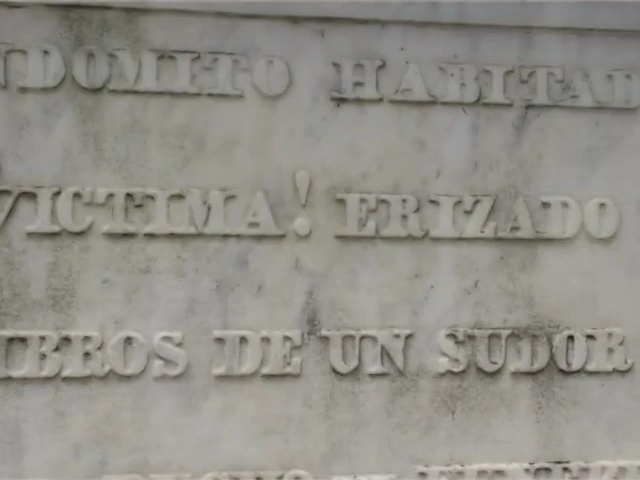 NDOMITO HABITAD
VICTIMA! ERIZADO
IBROS DE UN SUDOR